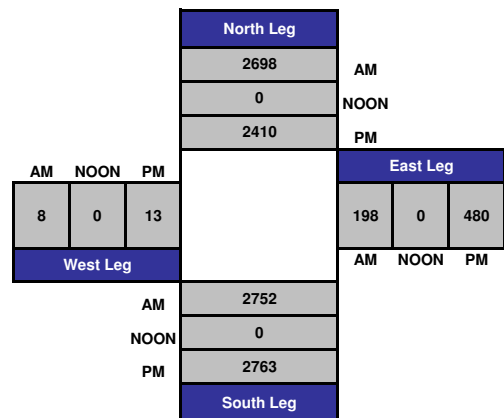 North Leg
2698 AM
0 NOON
2410 PM
AM NOON PM
East Leg
8 0 13
198 0 480
West Leg
AM NOON PM
AM 2752
NOON 0
PM 2763
South Leg